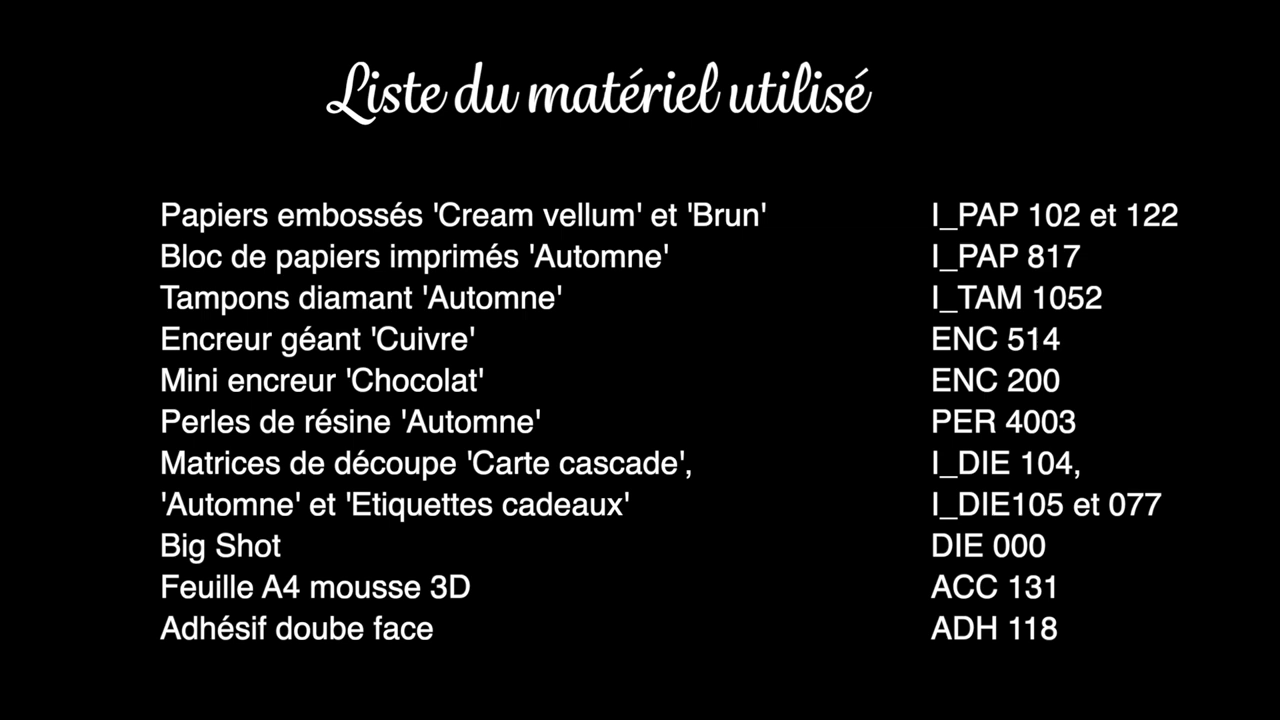 Liste du matériel utilisé
Papiers embossés 'Cream vellum' et 'Brun' I_PAP 102 et 122
Bloc de papiers imprimés 'Automne' I_PAP 817
Tampons diamant 'Automne' I_TAM 1052
Encreur géant 'Cuivre' ENC 514
Mini encreur 'Chocolat' ENC 200
Perles de résine 'Automne' PER 4003
Matrices de découpe 'Carte cascade', I_DIE 104,
'Automne' et 'Etiquettes cadeaux' I_DIE105 et 077
Big Shot DIE 000
Feuille A4 mousse 3D ACC 131
Adhésif doube face ADH 118